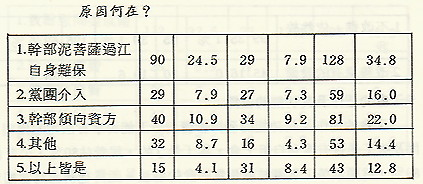 原因何在?
1.幹部泥菩薩過江 90 24.5 29 7.9 128 34.8
自身難保
2.黨團介入 29 7.9 27 7.3 59 16.0
3.幹部傾向資方 40 10.9 34 9.2 81 22.0
4.其他 32 8.7 16 4.3 53 14.4
5.以上皆是 15 4.1 31 8.4 43 12.8